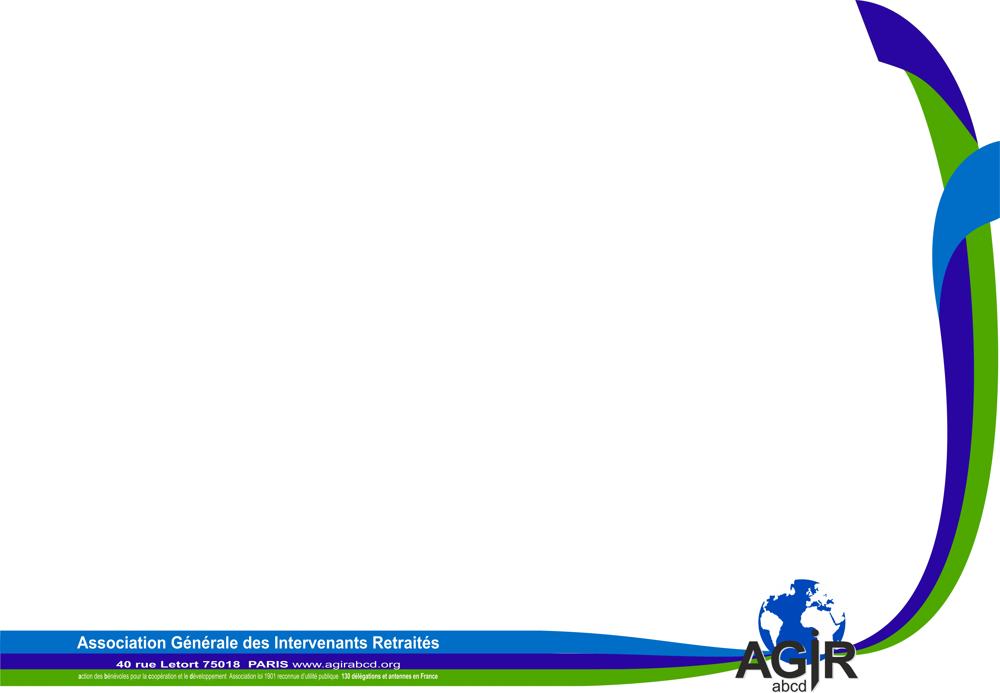 Association Générale des Intervenants Retraités
40 rue Letort 75018 PARIS www.agirabcd.org
action des bénévoles pour la coopération et le développement Association loi 1901 reconnue d'utilité publique 130 délégations et antennes en France
AGiR
abcd